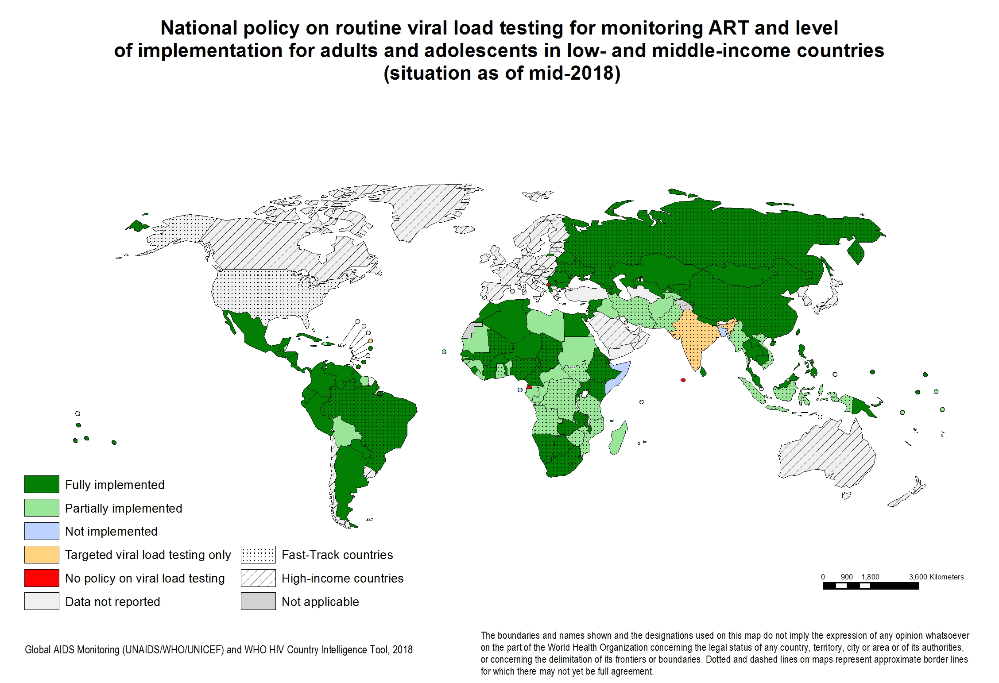 National policy on routine viral load testing for monitoring ART and level
of implementation for adults and adolescents in low- and middle-income countries
(situation as of mid-2018)
Fully implemented
Partially implemented
Not implemented
Targeted viral load testing only
No policy on viral load testing
Data not reported
Fast-Track countries
High-income countries
Not applicable
0 900 1,800 3,600 Kilometers
Global AIDS Monitoring (UNAIDS/WHO/UNICEF) and WHO HIV Country Intelligence Tool, 2018
The boundaries and names shown and the designations used on this map do not imply the expression of any opinion whatsoever
on the part of the World Health Organization concerning the legal status of any country, territory, city or area or of its authorities,
or concerning the delimitation of its frontiers or boundaries. Dotted and dashed lines on maps represent approximate border lines
for which there may not yet be full agreement.